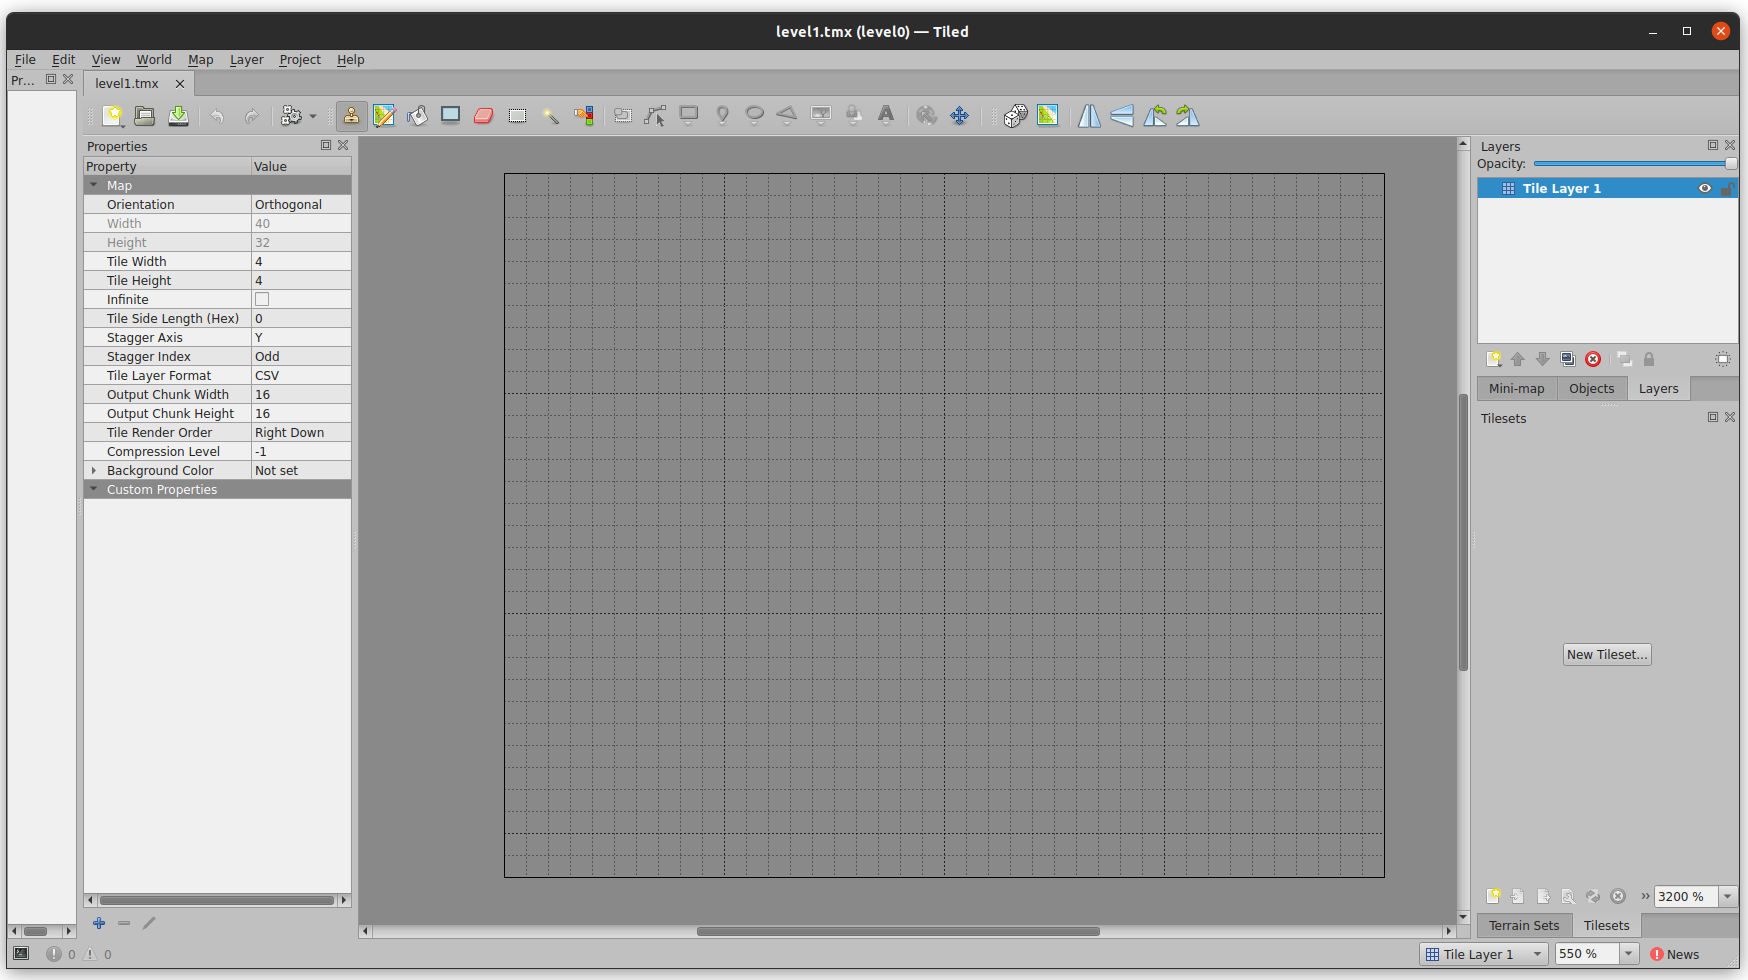 level1.tmx (level0) — Tiled
File Edit View World Map Layer Project Help
Pr...
level1.tmx
Properties
Property Value
Map
Orientation Orthogonal
Width 40
Height 32
Tile Width 4
Tile Height 4
Infinite
Tile Side Length (Hex) 0
Stagger Axis Y
Stagger Index Odd
Tile Layer Format CSV
Output Chunk Width 16
Output Chunk Height 16
Tile Render Order Right Down
Compression Level -1
Background Color Not set
Custom Properties
Layers
Opacity:
Tile Layer 1
Mini-map Objects Layers
Tilesets
New Tileset...
3200 %
Terrain Sets Tilesets
0 0
Tile Layer 1 550 % News